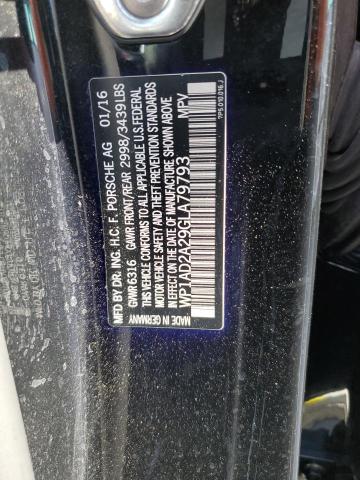 MFD BY DR. ING. H.C. F. PORSCHE AG 01/16
GVWR 6316 GAWR FRONT/REAR 2998/3439LBS
THIS VEHICLE CONFORMS TO ALL APPLICABLE U.S. FEDERAL
MOTOR VEHICLE SAFETY AND THEFT PREVENTION STANDARDS
IN EFFECT ON THE DATE OF MANUFACTURE SHOWN ABOVE.
WP1AD2A29GLA79793 MPV
MADE IN GERMANY